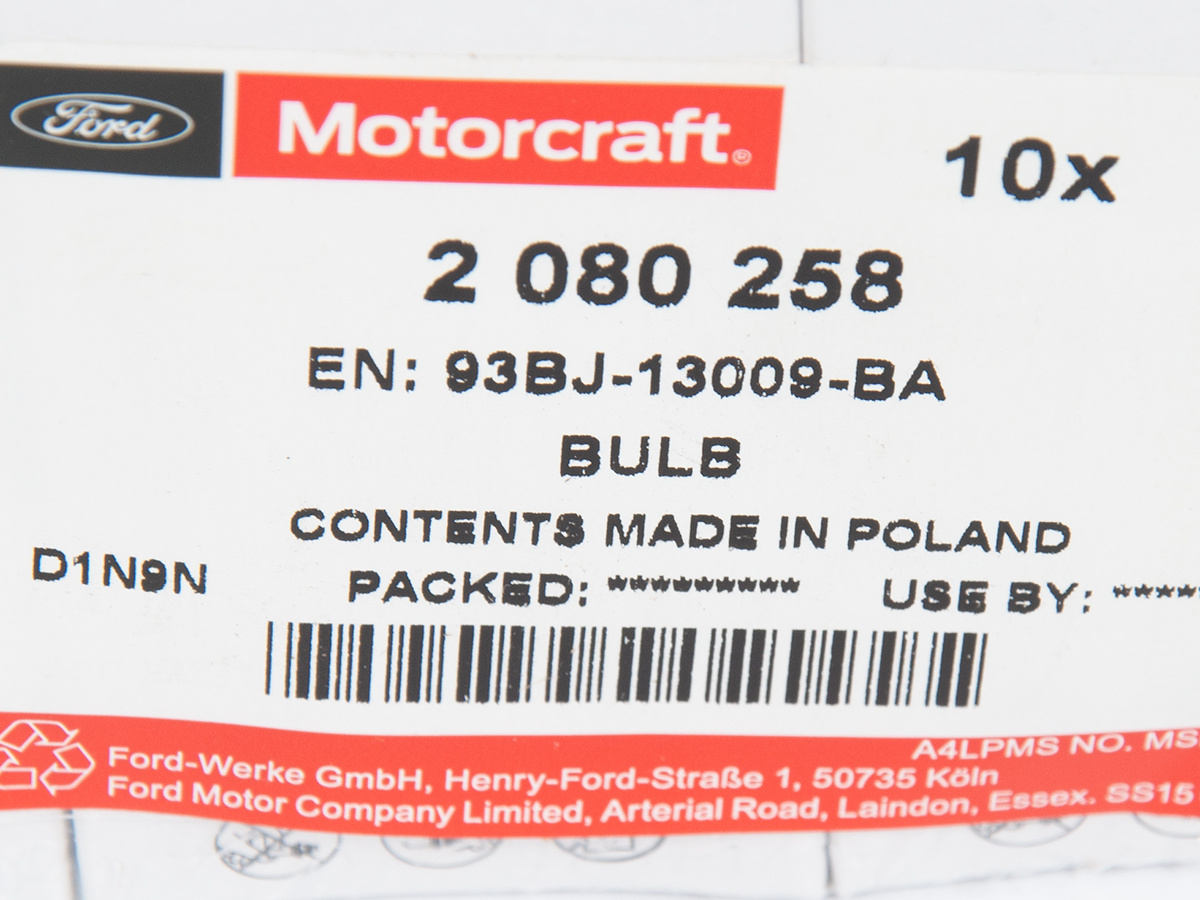 Ford Motorcraft®
10x
2 080 258
EN: 93BJ-13009-BA
BULB
CONTENTS MADE IN POLAND
D1N9N
PACKED: ********** USE BY: ****
A4LPMS NO. MS
Ford-Werke GmbH, Henry-Ford-Straße 1, 50735 Köln
Ford Motor Company Limited, Arterial Road, Laindon, Essex. SS15